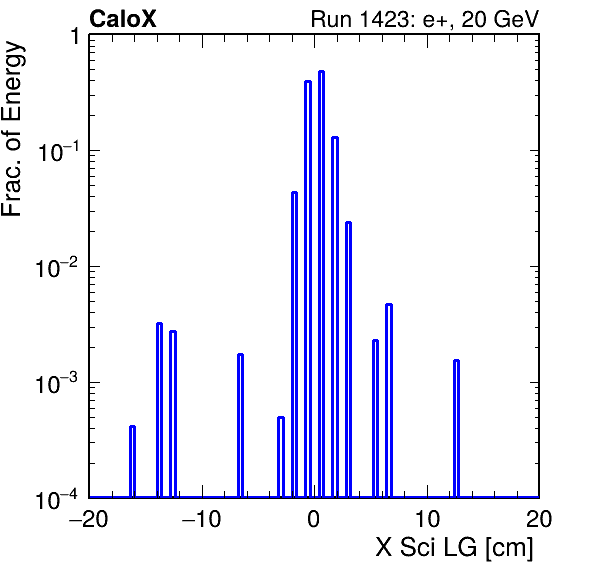 CaloX Run 1423: e+, 20 GeV
Frac. of Energy
1
10⁻¹
10⁻²
10⁻³
10⁻⁴
−20 −10 0 10 20
X Sci LG [cm]